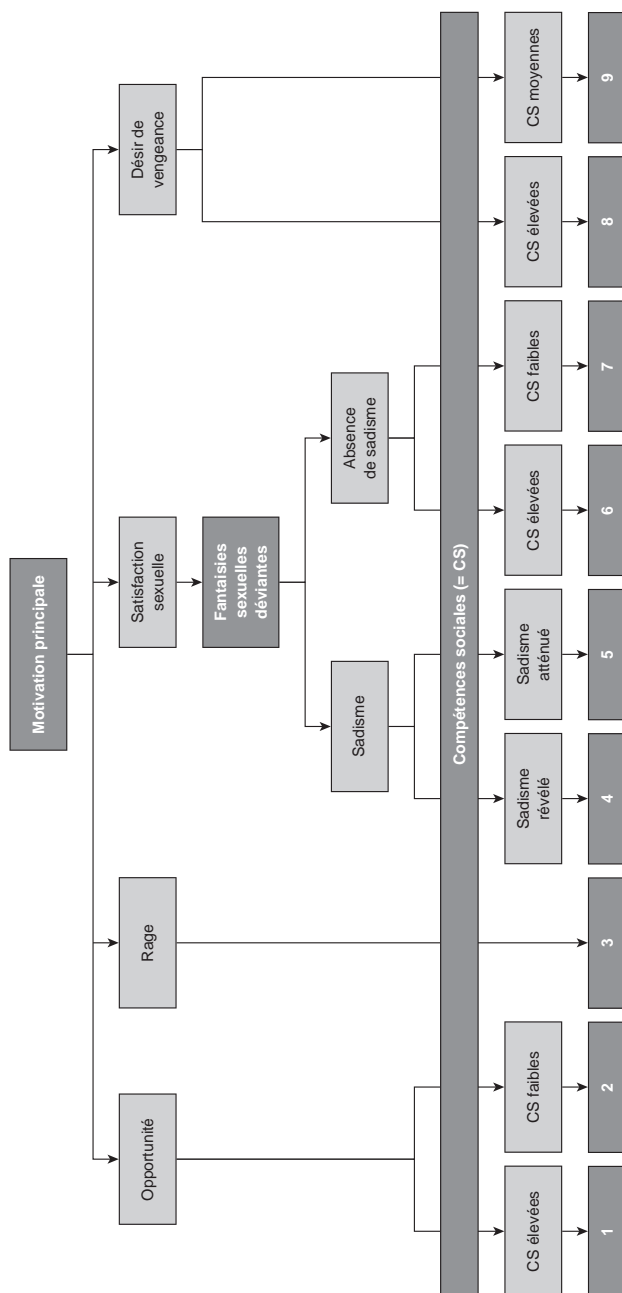 Motivation principale
Opportunité
Rage
Satisfaction
sexuelle
Désir de
vengeance
Fantaisies
sexuelles
déviantes
Sadisme
Absence
de sadisme
Compétences sociales (= CS)
CS élevées
CS faibles
Sadisme
révélé
Sadisme
atténué
CS élevées
CS faibles
CS élevées
CS moyennes
1
2
3
4
5
6
7
8
9